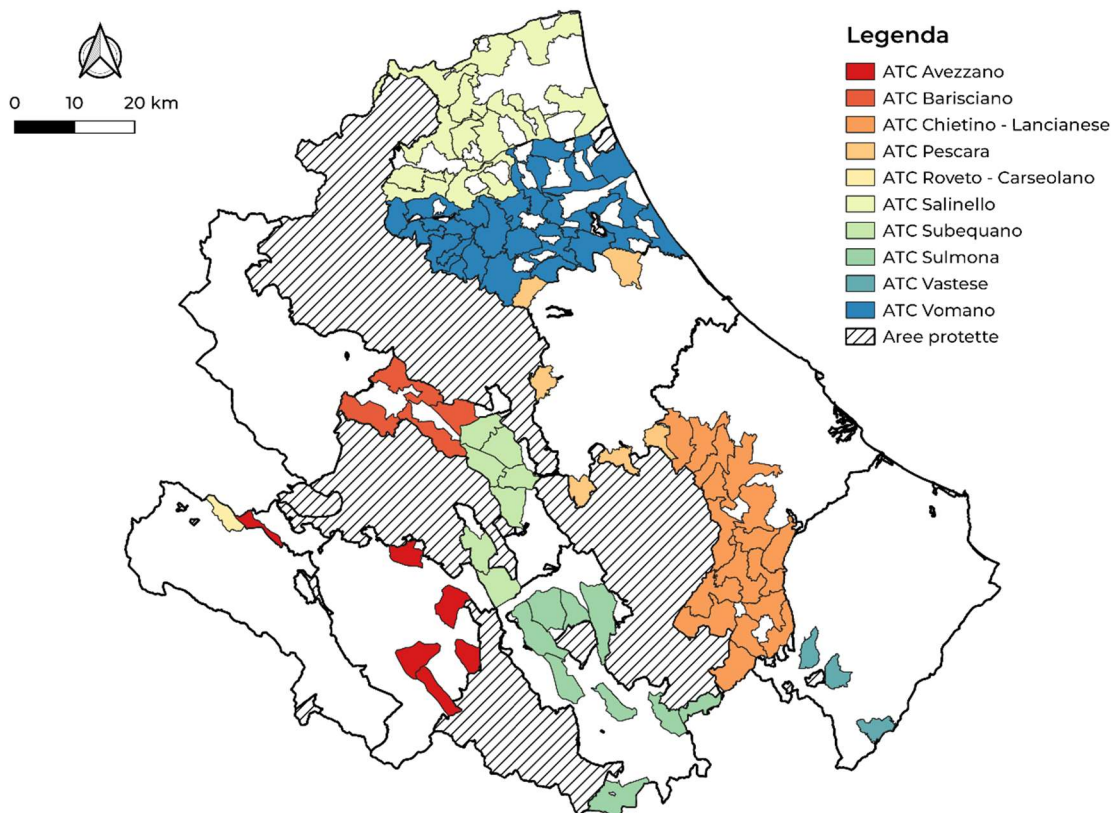 0 10 20 km
Legenda
ATC Avezzano
ATC Barisciano
ATC Chietino - Lancianese
ATC Pescara
ATC Roveto - Carseolano
ATC Salinello
ATC Subequano
ATC Sulmona
ATC Vastese
ATC Vomano
Aree protette